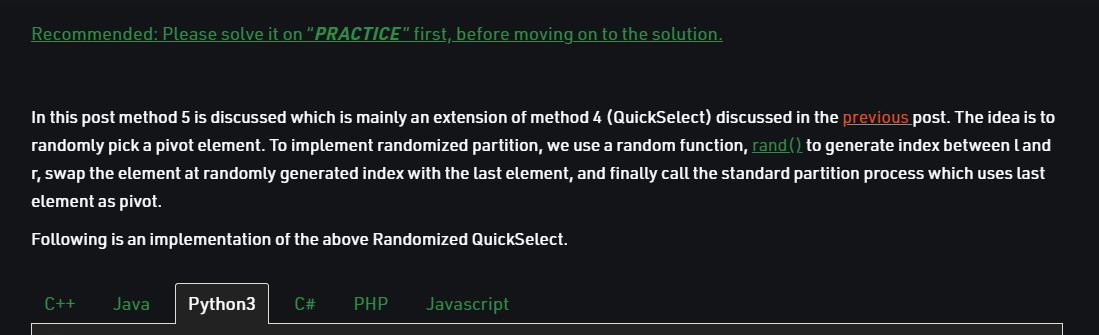 Recommended: Please solve it on "PRACTICE" first, before moving on to the solution.
In this post method 5 is discussed which is mainly an extension of method 4 (QuickSelect) discussed in the previous post. The idea is to
randomly pick a pivot element. To implement randomized partition, we use a random function, rand() to generate index between l and
r, swap the element at randomly generated index with the last element, and finally call the standard partition process which uses last
element as pivot.
Following is an implementation of the above Randomized QuickSelect.
C++ Java Python3 C# PHP Javascript